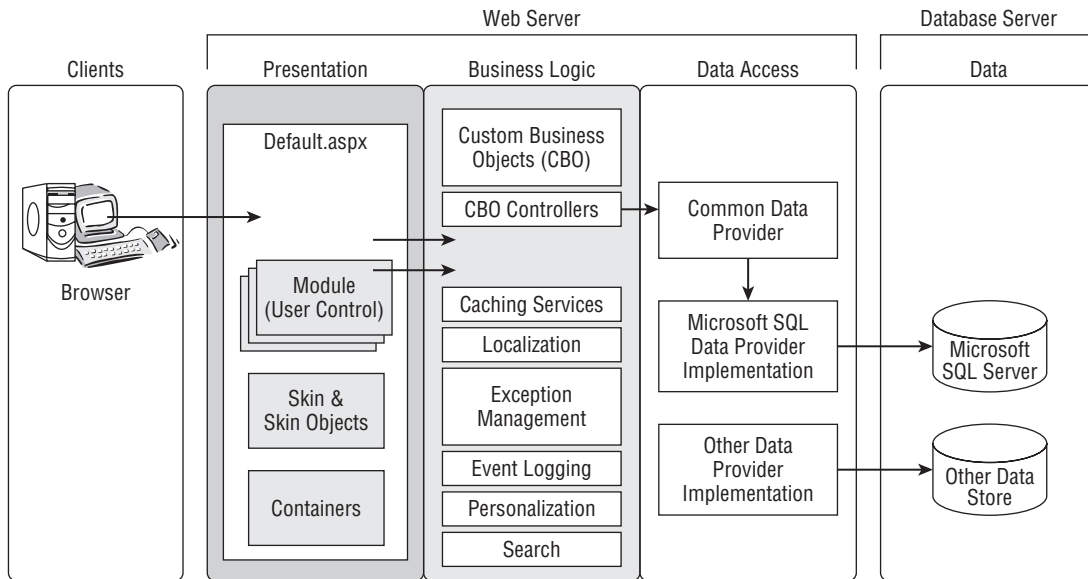 Web Server
Database Server
Clients
Presentation
Business Logic
Data Access
Data
Browser
Default.aspx
Module
(User Control)
Skin &
Skin Objects
Containers
Custom Business
Objects (CBO)
CBO Controllers
Caching Services
Localization
Exception
Management
Event Logging
Personalization
Search
Common Data
Provider
Microsoft SQL
Data Provider
Implementation
Other Data
Provider
Implementation
Microsoft
SQL Server
Other Data
Store